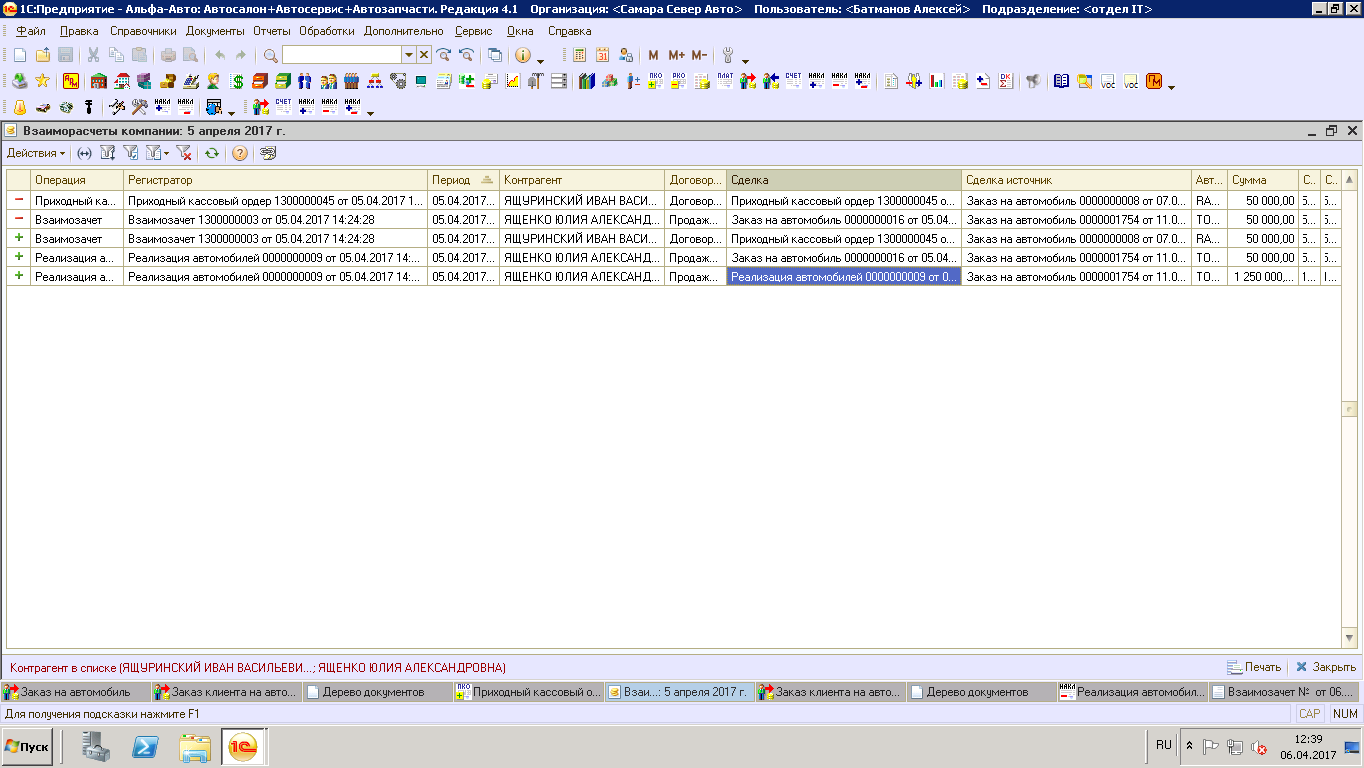 1С:Предприятие - Альфа-Авто: Автосалон+Автосервис+Автозапчасти. Редакция 4.1 Организация: <Самара Север Авто> Пользователь: <Батманов Алексей> Подразделение: <отдел IT>
Файл Правка Справочники Документы Отчеты Обработки Дополнительно Сервис Окна Справка
M M+ M-
ПКО РКО ПЛАТ СЧЕТ НАКЛ НАКЛ НАКЛ VOC VOC
НАКЛ НАКЛ СЧЕТ НАКЛ НАКЛ НАКЛ
Взаиморасчеты компании: 5 апреля 2017 г.
Действия
Операция Регистратор Период Контрагент Договор... Сделка Сделка источник Авт... Сумма С.. С..
Приходный ка... Приходный кассовый ордер 1300000045 от 05.04.2017 1... 05.04.2017... ЯЩУРИНСКИЙ ИВАН ВАСИ... Договор... Приходный кассовый ордер 1300000045 о... Заказ на автомобиль 0000000008 от 07.0... RA... 50 000,00 5... 5...
Взаимозачет Взаимозачет 1300000003 от 05.04.2017 14:24:28 05.04.2017... ЯЩЕНКО ЮЛИЯ АЛЕКСАНД... Продаж... Заказ на автомобиль 0000000016 от 05.04... Заказ на автомобиль 0000001754 от 11.0... TO... 50 000,00 5... 5...
Взаимозачет Взаимозачет 1300000003 от 05.04.2017 14:24:28 05.04.2017... ЯЩУРИНСКИЙ ИВАН ВАСИ... Договор... Приходный кассовый ордер 1300000045 о... Заказ на автомобиль 0000000008 от 07.0... RA... 50 000,00 5... 5...
Реализация а... Реализация автомобилей 0000000009 от 05.04.2017 14:... 05.04.2017... ЯЩЕНКО ЮЛИЯ АЛЕКСАНД... Продаж... Заказ на автомобиль 0000000016 от 05.04... Заказ на автомобиль 0000001754 от 11.0... TO... 50 000,00 5... 5...
Реализация а... Реализация автомобилей 0000000009 от 05.04.2017 14:... 05.04.2017... ЯЩЕНКО ЮЛИЯ АЛЕКСАНД... Продаж... Реализация автомобилей 0000000009 от 0... Заказ на автомобиль 0000001754 от 11.0... TO... 1 250 000,... 1...
Контрагент в списке (ЯЩУРИНСКИЙ ИВАН ВАСИЛЬЕВИ...; ЯЩЕНКО ЮЛИЯ АЛЕКСАНДРОВНА) Печать Закрыть
Заказ на автомобиль Заказ клиента на авто... Дерево документов Приходный кассовый о... Взаи...: 5 апреля 2017 г. Заказ клиента на авто... Дерево документов Реализация автомобил... Взаимозачет № от 06....
Для получения подсказки нажмите F1 CAP NUM
Пуск RU 12:39
06.04.2017